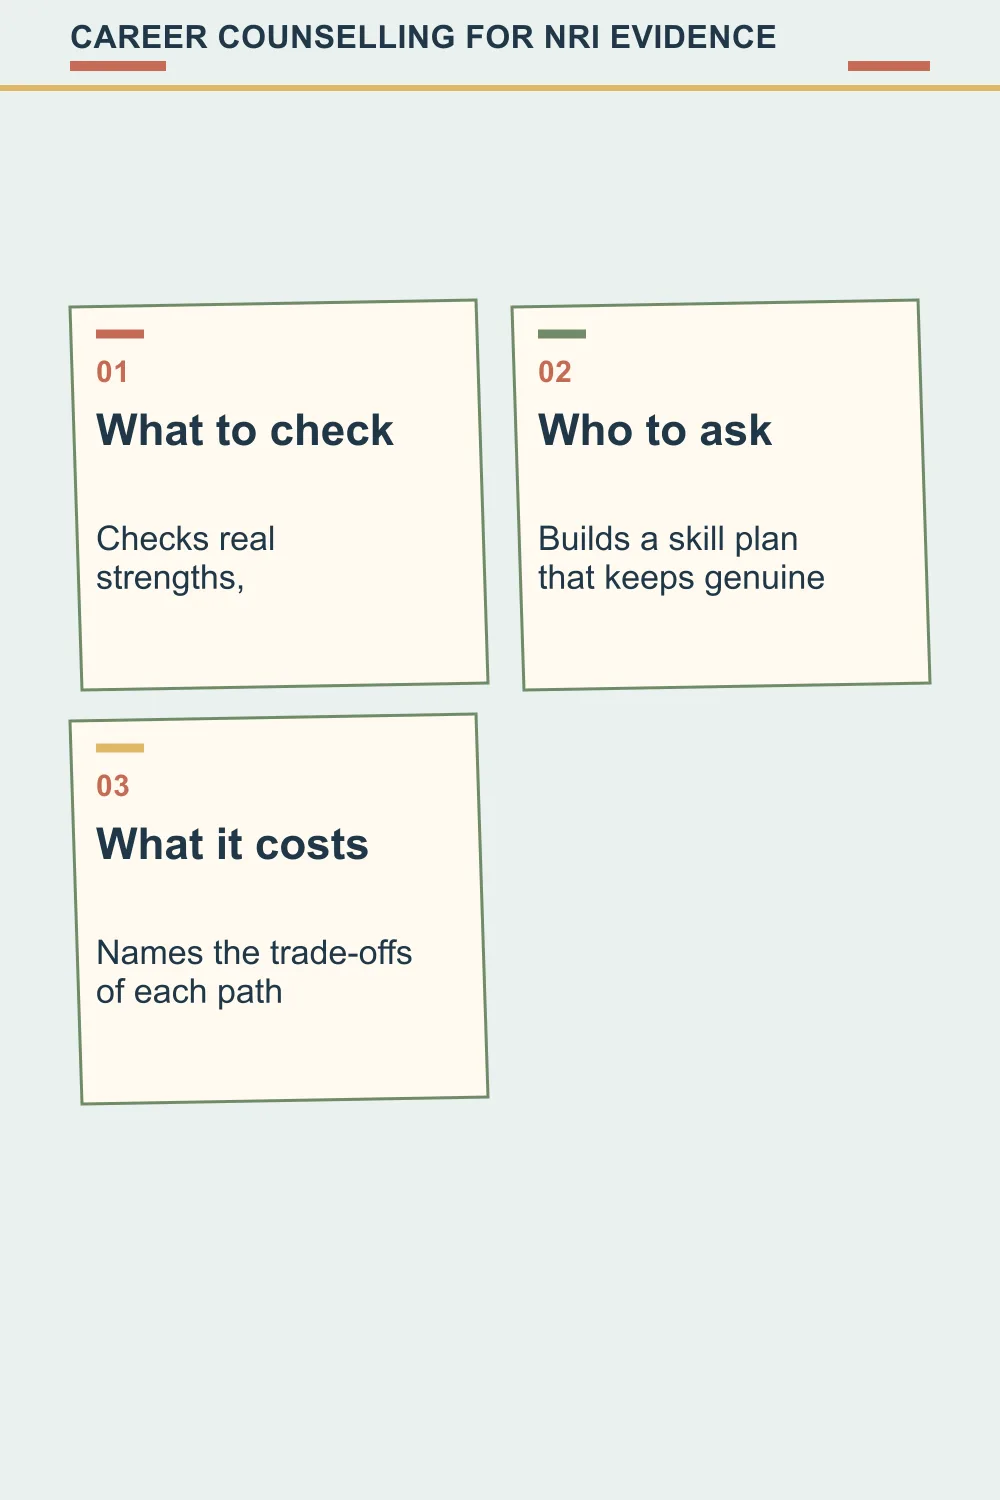 CAREER COUNSELLING FOR NRI EVIDENCE
01
What to check
Checks real
strengths,
02
Who to ask
Builds a skill plan
that keeps genuine
03
What it costs
Names the trade-offs
of each path